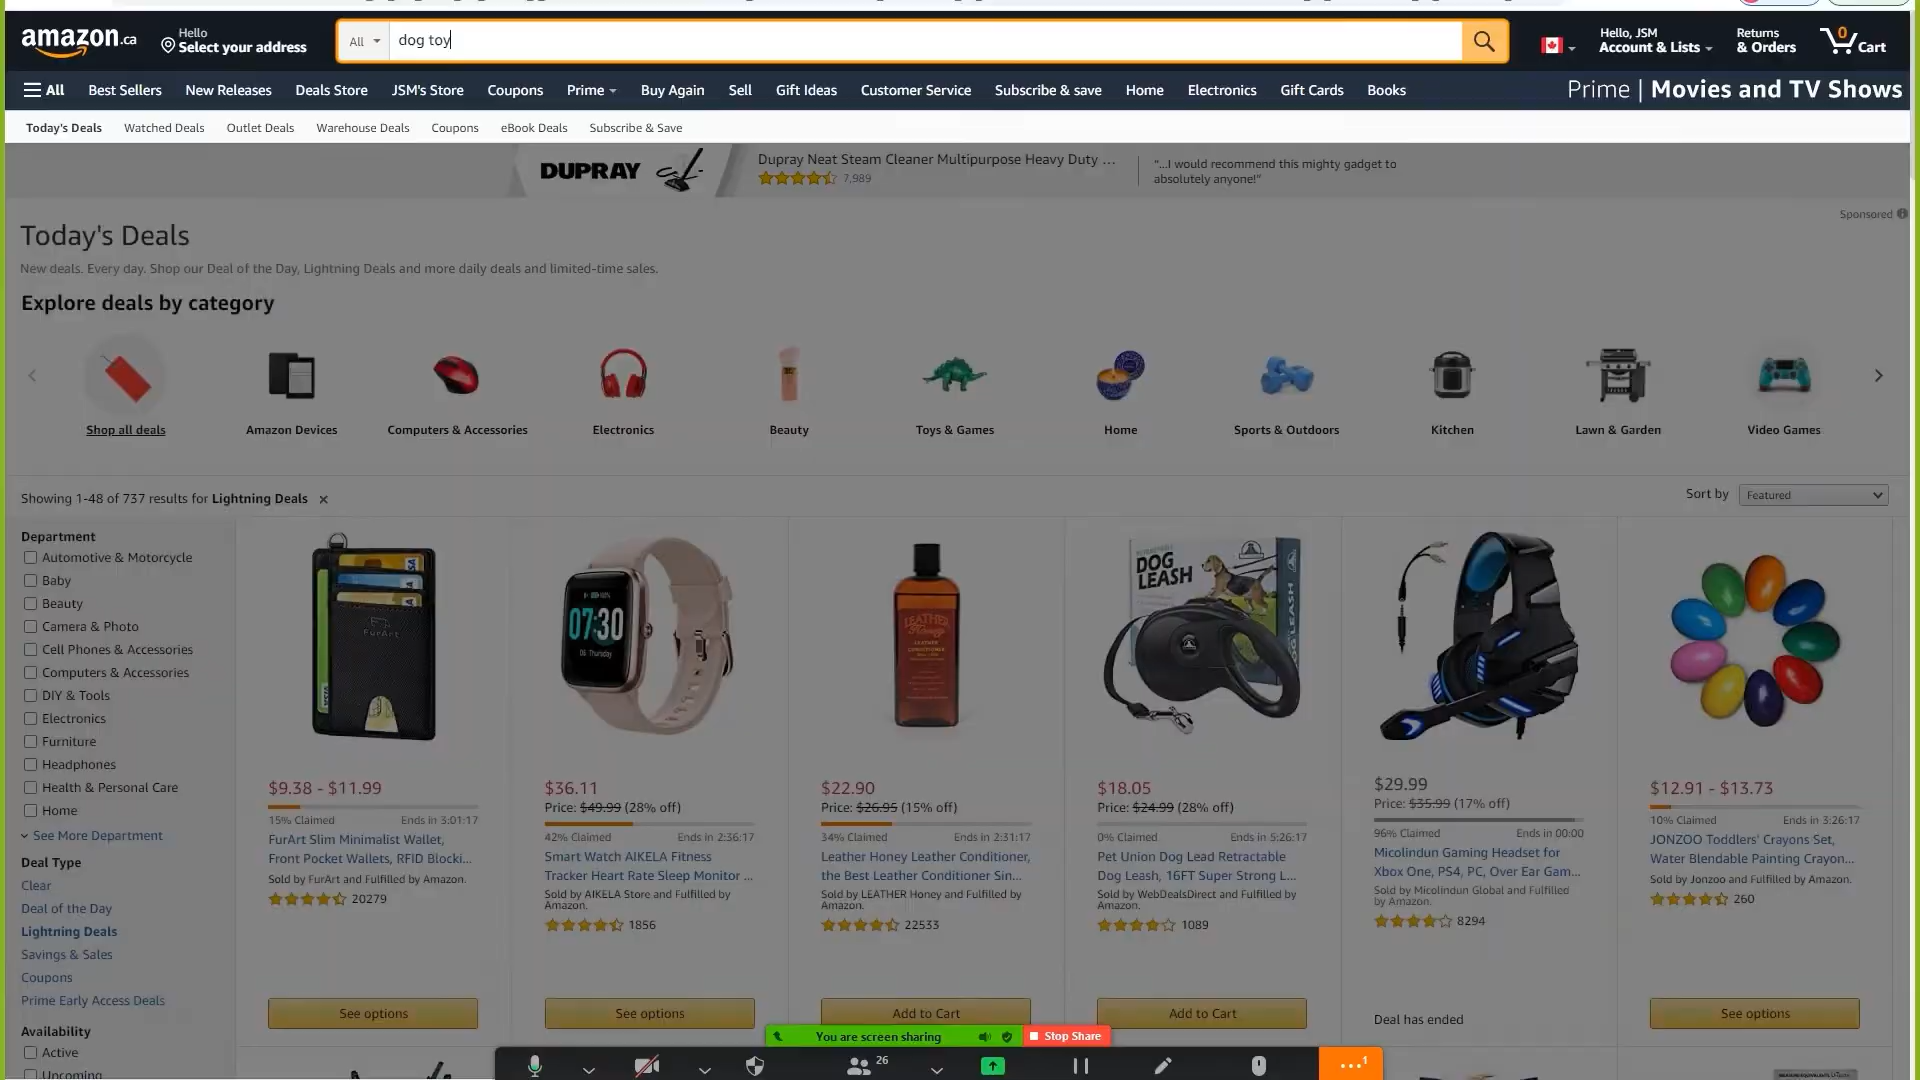 amazon.ca
Hello
Select your address
All
dog toy
Hello, JSM
Account & Lists
Returns
& Orders
0
Cart
All
Best Sellers
New Releases
Deals Store
JSM's Store
Coupons
Prime
Buy Again
Sell
Gift Ideas
Customer Service
Subscribe & save
Home
Electronics
Gift Cards
Books
Prime | Movies and TV Shows
Today's Deals
Watched Deals
Outlet Deals
Warehouse Deals
Coupons
eBook Deals
Subscribe & Save
DUPRAY
Dupray Neat Steam Cleaner Multipurpose Heavy Duty ...
7,989
"...I would recommend this mighty gadget to
absolutely anyone!"
Sponsored
Today's Deals
New deals. Every day. Shop our Deal of the Day, Lightning Deals and more daily deals and limited-time sales.
Explore deals by category
Shop all deals
Amazon Devices
Computers & Accessories
Electronics
Beauty
Toys & Games
Home
Sports & Outdoors
Kitchen
Lawn & Garden
Video Games
Showing 1-48 of 737 results for Lightning Deals
Sort by
Featured
Department
Automotive & Motorcycle
Baby
Beauty
Camera & Photo
Cell Phones & Accessories
Computers & Accessories
DIY & Tools
Electronics
Furniture
Headphones
Health & Personal Care
Home
See More Department
Deal Type
Clear
Deal of the Day
Lightning Deals
Savings & Sales
Coupons
Prime Early Access Deals
Availability
Active
Upcoming
FurArt
$9.38 - $11.99
15% Claimed
Ends in 3:01:17
FurArt Slim Minimalist Wallet,
Front Pocket Wallets, RFID Blocki...
Sold by FurArt and Fulfilled by Amazon.
20279
See options
07:30
06 Thursday
$36.11
Price: $49.99 (28% off)
42% Claimed
Ends in 2:36:17
Smart Watch AIKELA Fitness
Tracker Heart Rate Sleep Monitor ...
Sold by AIKELA Store and Fulfilled by
Amazon.
1856
See options
LEATHER
Honey
LEATHER
CONDITIONER
$22.90
Price: $26.95 (15% off)
34% Claimed
Ends in 2:31:17
Leather Honey Leather Conditioner,
the Best Leather Conditioner Sin...
Sold by LEATHER Honey and Fulfilled by
Amazon.
22533
Add to Cart
DOG
LEASH
DOG LEASH
$18.05
Price: $24.99 (28% off)
0% Claimed
Ends in 5:26:17
Pet Union Dog Lead Retractable
Dog Leash, 16FT Super Strong L...
Sold by WebDealsDirect and Fulfilled by
Amazon.
1089
Add to Cart
$29.99
Price: $35.99 (17% off)
96% Claimed
Ends in 00:00
Micolindun Gaming Headset for
Xbox One, PS4, PC, Over Ear Gam...
Sold by Micolindun Global and Fulfilled
by Amazon.
8294
Deal has ended
$12.91 - $13.73
10% Claimed
Ends in 3:26:17
JONZOO Toddlers' Crayons Set,
Water Blendable Painting Crayon...
Sold by Jonzoo and Fulfilled by Amazon.
260
See options
You are screen sharing
Stop Share
26
1